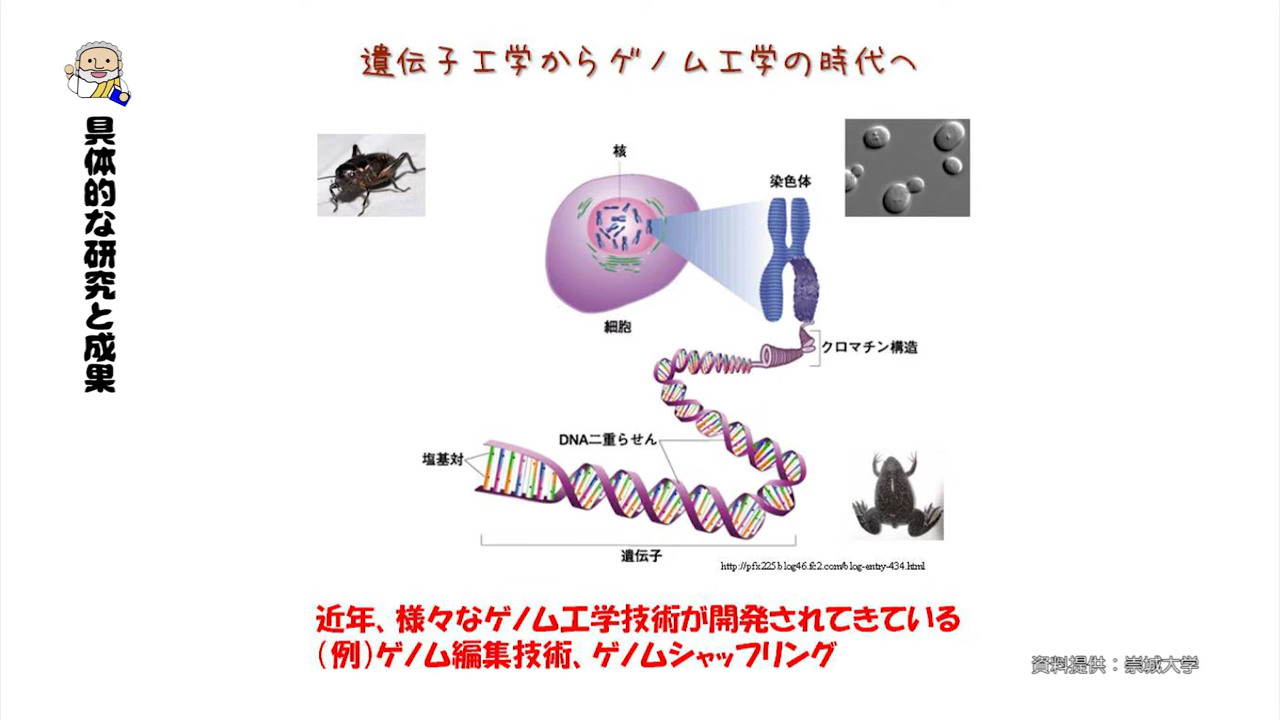 遺伝子工学からゲノム工学の時代へ
具体的な研究と成果
核
染色体
細胞
クロマチン構造
DNA二重らせん
塩基対
遺伝子
http://pfx225.blog46.fc2.com/blog-entry-434.html
近年、様々なゲノム工学技術が開発されてきている
(例)ゲノム編集技術、ゲノムシャッフリング
資料提供：崇城大学